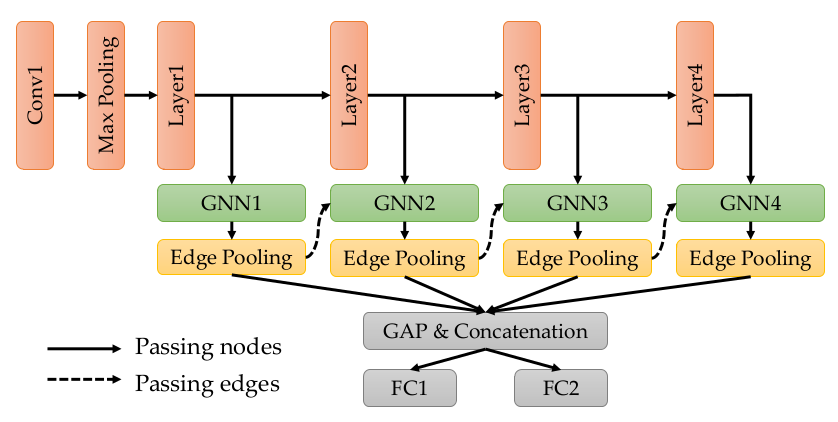 Conv1
Max Pooling
Layer1
Layer2
Layer3
Layer4
GNN1
GNN2
GNN3
GNN4
Edge Pooling
Edge Pooling
Edge Pooling
Edge Pooling
GAP & Concatenation
Passing nodes
Passing edges
FC1
FC2